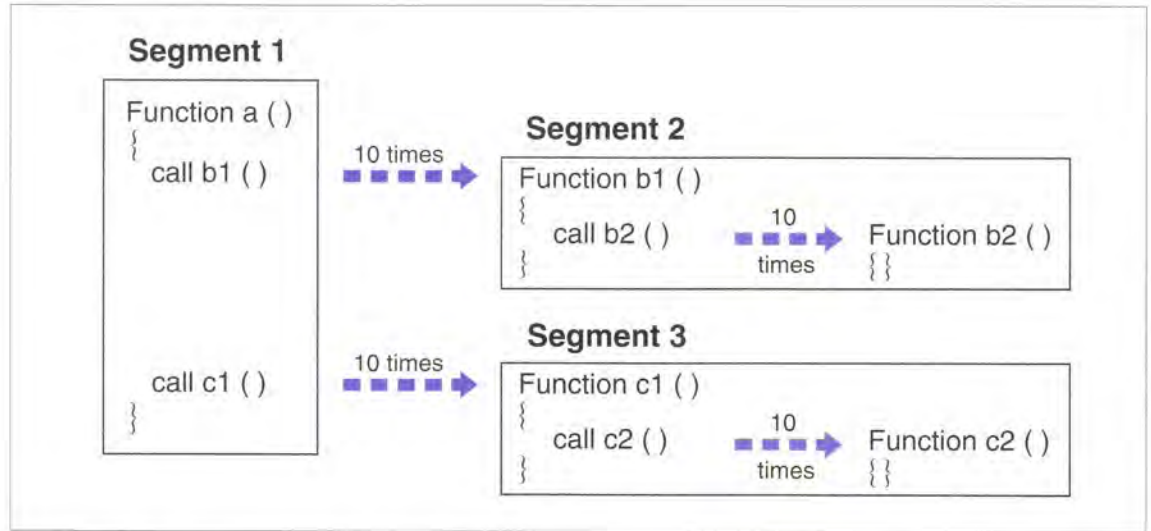 Segment 1
Function a ( )
{
call b1 ( )
10 times
call c1 ( )
10 times
}
Segment 2
Function b1 ( )
{
call b2 ( )
10
times
Function b2 ( )
{ }
}
Segment 3
Function c1 ( )
{
call c2 ( )
10
times
Function c2 ( )
{ }
}